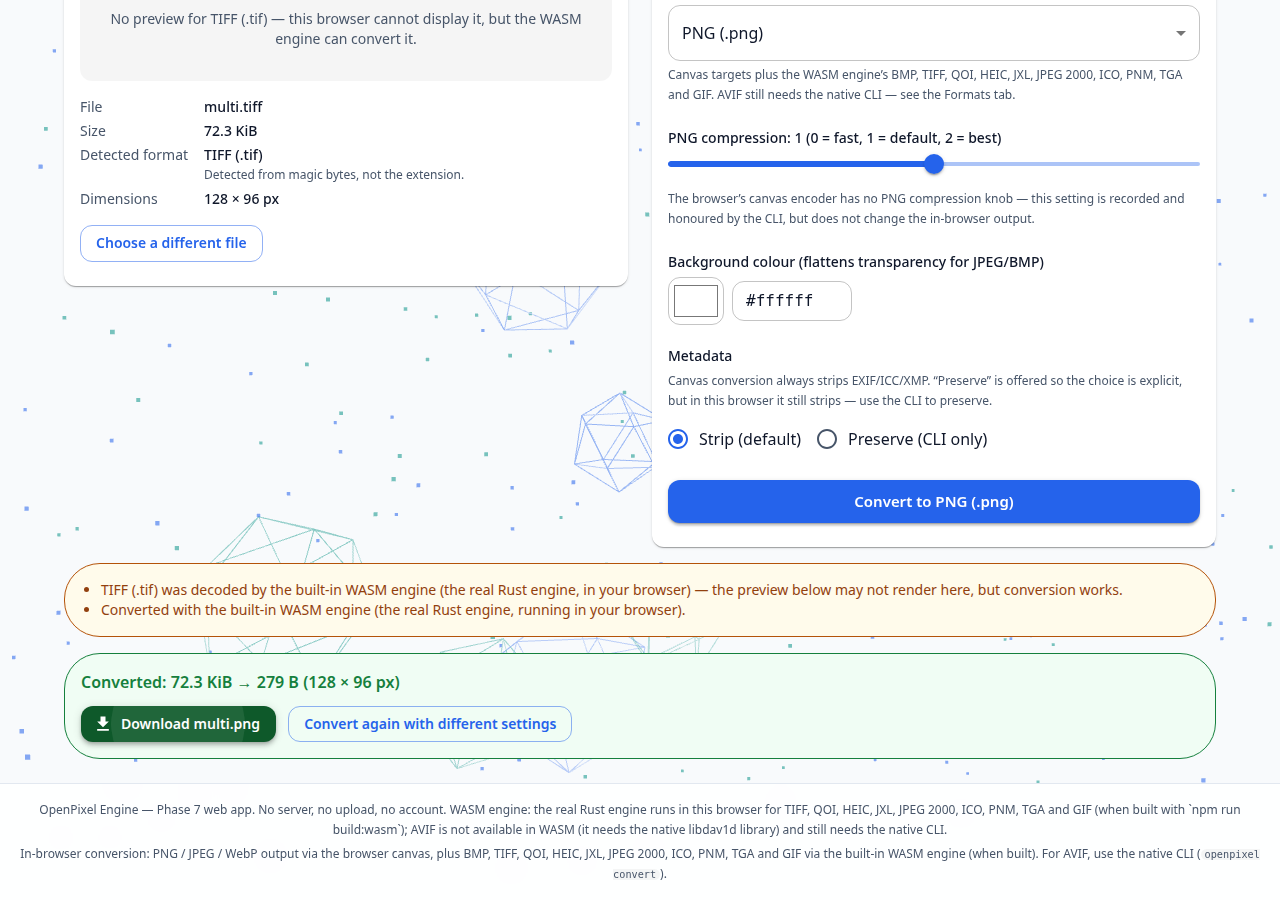 No preview for TIFF (.tif) — this browser cannot display it, but the WASM
engine can convert it.
File multi.tiff
Size 72.3 KiB
Detected format TIFF (.tif)
Detected from magic bytes, not the extension.
Dimensions 128 × 96 px
Choose a different file
PNG (.png)
Canvas targets plus the WASM engine’s BMP, TIFF, QOI, HEIC, JXL, JPEG 2000, ICO, PNM, TGA
and GIF. AVIF still needs the native CLI — see the Formats tab.
PNG compression: 1 (0 = fast, 1 = default, 2 = best)
The browser’s canvas encoder has no PNG compression knob — this setting is recorded and
honoured by the CLI, but does not change the in-browser output.
Background colour (flattens transparency for JPEG/BMP)
#ffffff
Metadata
Canvas conversion always strips EXIF/ICC/XMP. “Preserve” is offered so the choice is explicit,
but in this browser it still strips — use the CLI to preserve.
Strip (default) Preserve (CLI only)
Convert to PNG (.png)
TIFF (.tif) was decoded by the built-in WASM engine (the real Rust engine, in your browser) — the preview below may not render here, but conversion works.
Converted with the built-in WASM engine (the real Rust engine, running in your browser).
Converted: 72.3 KiB → 279 B (128 × 96 px)
Download multi.png Convert again with different settings
OpenPixel Engine — Phase 7 web app. No server, no upload, no account. WASM engine: the real Rust engine runs in this browser for TIFF, QOI, HEIC, JXL, JPEG 2000, ICO, PNM, TGA and GIF (when built with `npm run
build:wasm`); AVIF is not available in WASM (it needs the native libdav1d library) and still needs the native CLI.
In-browser conversion: PNG / JPEG / WebP output via the browser canvas, plus BMP, TIFF, QOI, HEIC, JXL, JPEG 2000, ICO, PNM, TGA and GIF via the built-in WASM engine (when built). For AVIF, use the native CLI ( openpixel
convert ).